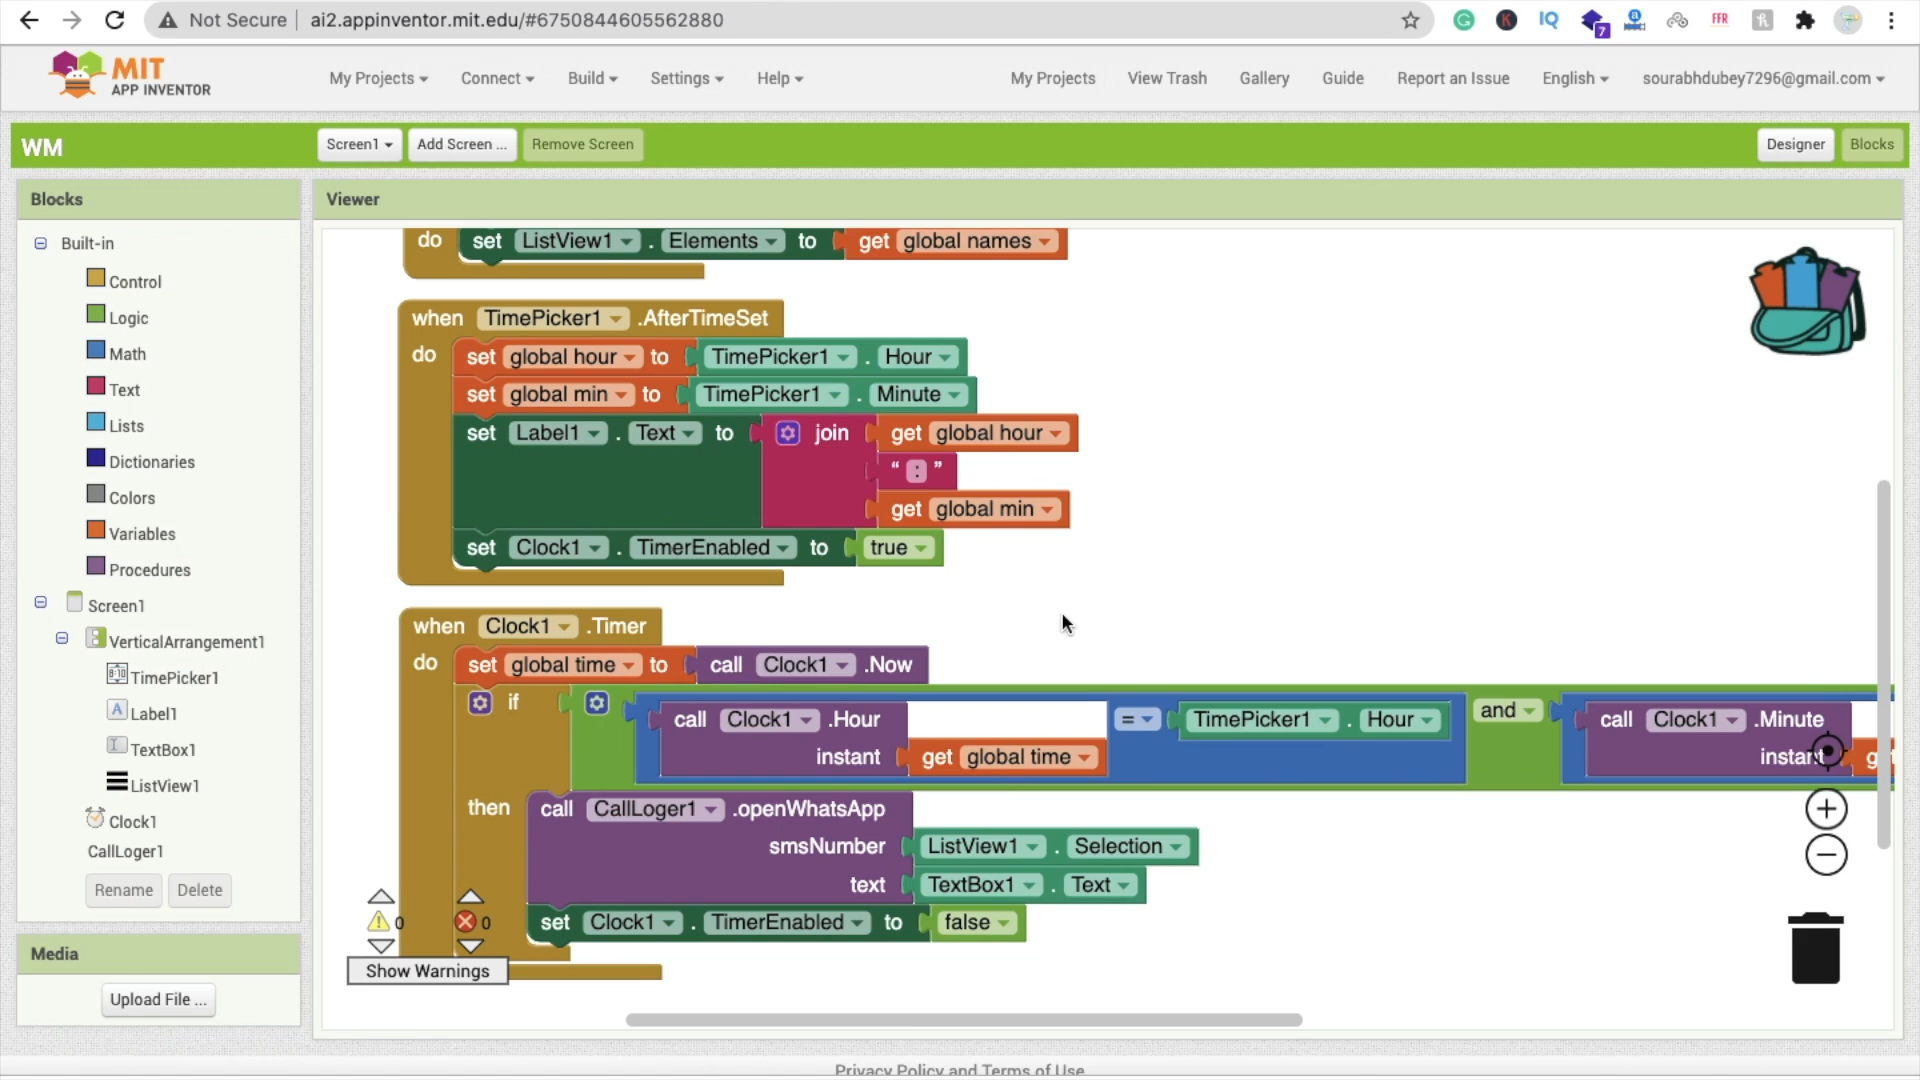 Not Secure | ai2.appinventor.mit.edu/#6750844605562880
7
K
IQ
a
FFR
MIT
APP INVENTOR
My Projects Connect Build Settings Help My Projects View Trash Gallery Guide Report an Issue English sourabhdubey7296@gmail.com
WM Screen1 Add Screen ... Remove Screen Designer Blocks
Blocks
Built-in
Control
Logic
Math
Text
Lists
Dictionaries
Colors
Variables
Procedures
Screen1
VerticalArrangement1
TimePicker1
Label1
TextBox1
ListView1
Clock1
CallLoger1
Rename Delete
Media
Upload File ...
Viewer
do set ListView1 . Elements to get global names
when TimePicker1 .AfterTimeSet
do set global hour to TimePicker1 . Hour
set global min to TimePicker1 . Minute
set Label1 . Text to join get global hour
“ : ”
get global min
set Clock1 . TimerEnabled to true
when Clock1 .Timer
do set global time to call Clock1 .Now
if call Clock1 .Hour = TimePicker1 . Hour and call Clock1 .Minute
instant get global time instant
then call CallLoger1 .openWhatsApp
smsNumber ListView1 . Selection
text TextBox1 . Text
set Clock1 . TimerEnabled to false
0 0
Show Warnings
Privacy Policy and Terms of Use